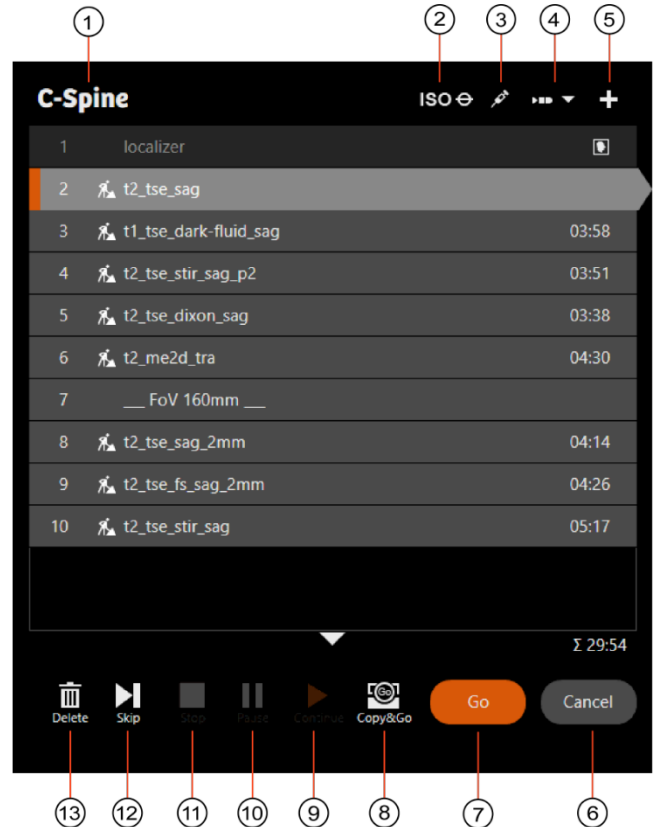 1 2 3 4 5
C-Spine ISO
1 localizer
2 t2_tse_sag
3 t1_tse_dark-fluid_sag 03:58
4 t2_tse_stir_sag_p2 03:51
5 t2_tse_dixon_sag 03:38
6 t2_me2d_tra 04:30
7 ___ FoV 160mm ___
8 t2_tse_sag_2mm 04:14
9 t2_tse_fs_sag_2mm 04:26
10 t2_tse_stir_sag 05:17
Σ 29:54
Go
Delete Skip Stop Pause Continue Copy&Go Go Cancel
13 12 11 10 9 8 7 6